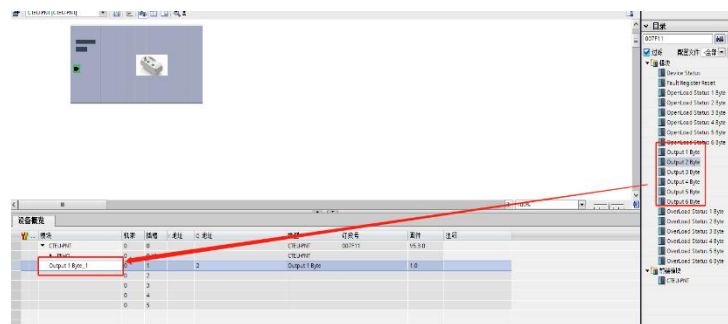 CTEU-PNT [CTEU-PNT]
设备概览
模块
机架
插槽
I 地址
Q 地址
类型
订货号
固件
注释
CTEU-PNT
0
0
CTEU-PNT
007F11
V5.3.0
0
CTEU-PNT
Output 1 Byte_1
0
1
2
Output 1 Byte
1.0
0
2
0
3
0
4
0
5
目录
007F11
过滤
配置文件
模块
Device Status
Fault Register Reset
OpenLoad Status 1 Byte
OpenLoad Status 2 Byte
OpenLoad Status 3 Byte
OpenLoad Status 4 Byte
OpenLoad Status 5 Byte
OpenLoad Status 6 Byte
Output 1 Byte
Output 2 Byte
Output 3 Byte
Output 4 Byte
Output 5 Byte
Output 6 Byte
OverLoad Status 1 Byte
OverLoad Status 2 Byte
OverLoad Status 3 Byte
OverLoad Status 4 Byte
OverLoad Status 5 Byte
OverLoad Status 6 Byte
前端模块
CTEU-PNT